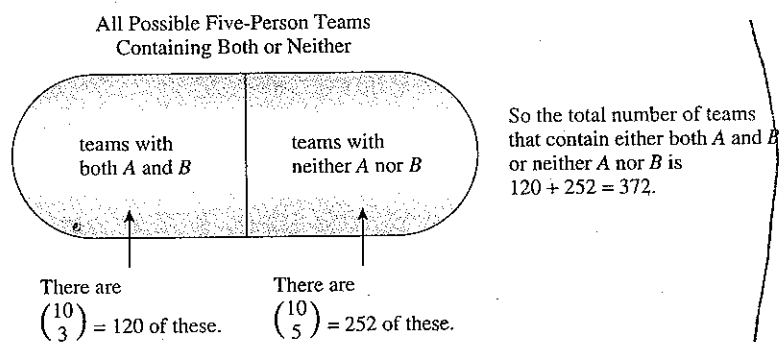 All Possible Five-Person Teams
Containing Both or Neither
teams with
both A and B
teams with
neither A nor B
So the total number of teams
that contain either both A and B
or neither A nor B is
120 + 252 = 372.
There are
(10 3) = 120 of these.
There are
(10 5) = 252 of these.